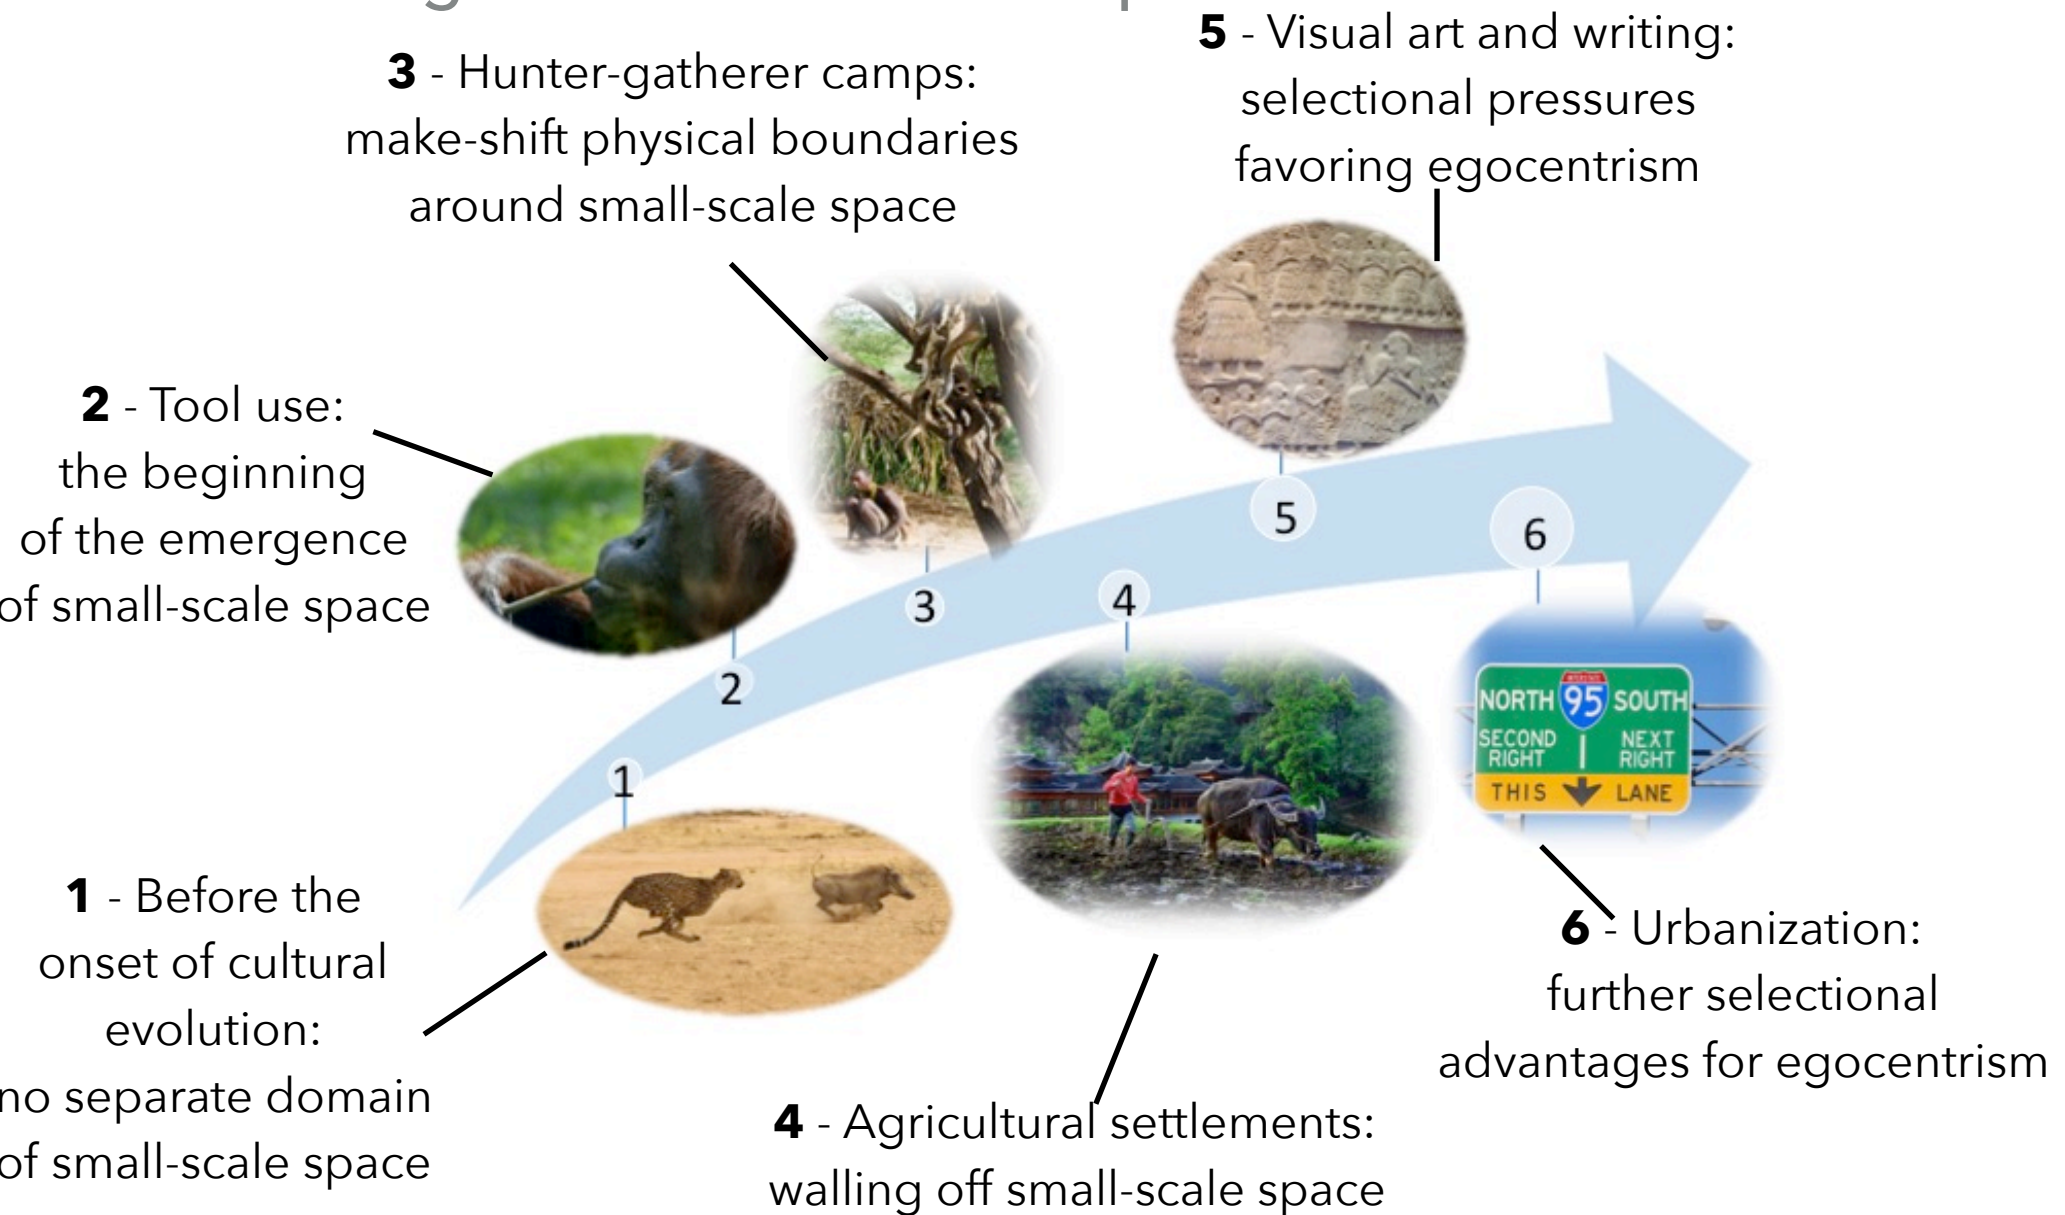 5 - Visual art and writing:
selectional pressures
favoring egocentrism
3 - Hunter-gatherer camps:
make-shift physical boundaries
around small-scale space
2 - Tool use:
the beginning
of the emergence
of small-scale space
1 - Before the
onset of cultural
evolution:
no separate domain
of small-scale space
4 - Agricultural settlements:
walling off small-scale space
6 - Urbanization:
further selectional
advantages for egocentrism
1
2
3
4
5
6
INTERSTATE
NORTH 95 SOUTH
SECOND RIGHT
NEXT RIGHT
THIS LANE